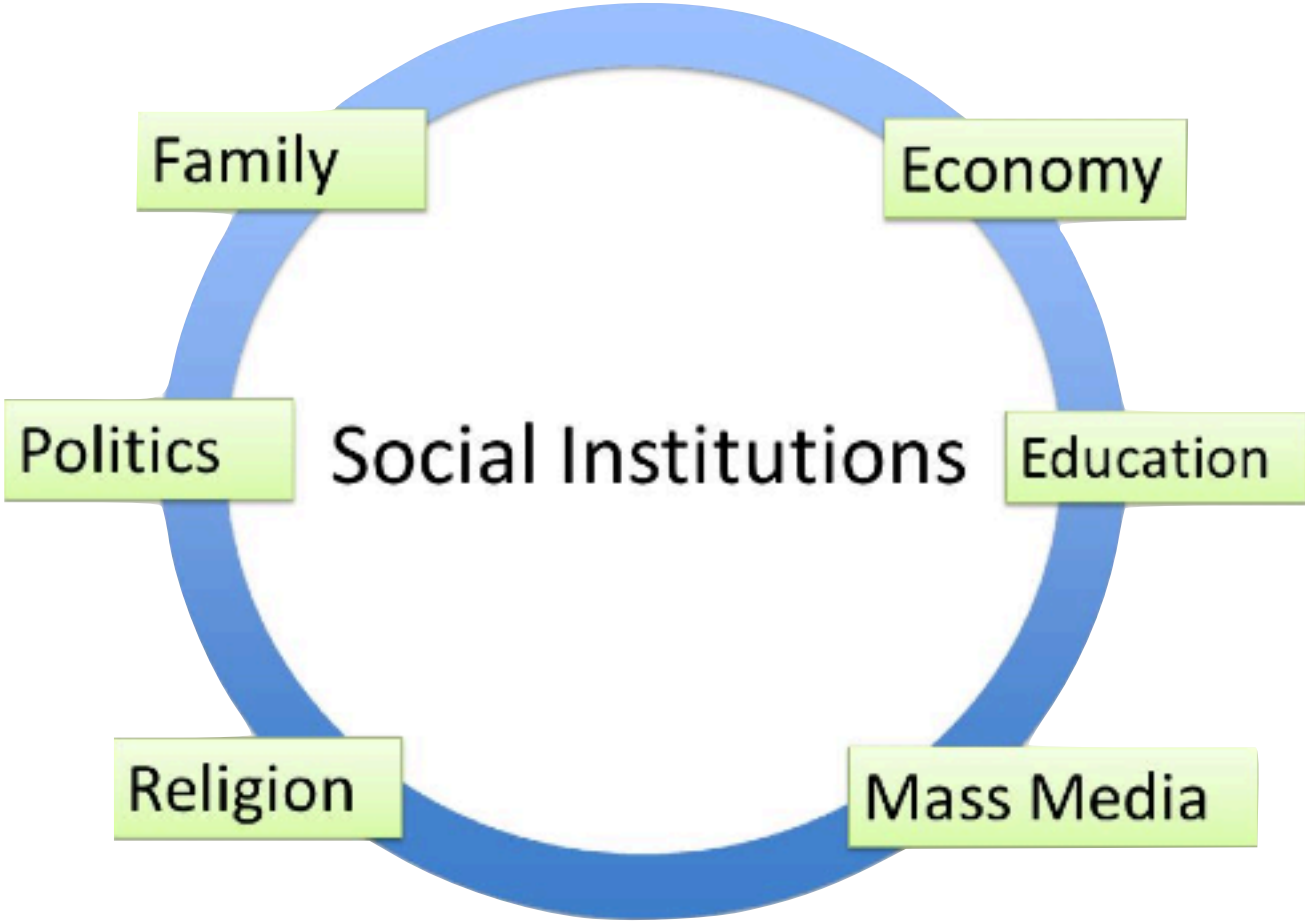 Family
Economy
Politics
Social Institutions
Education
Religion
Mass Media